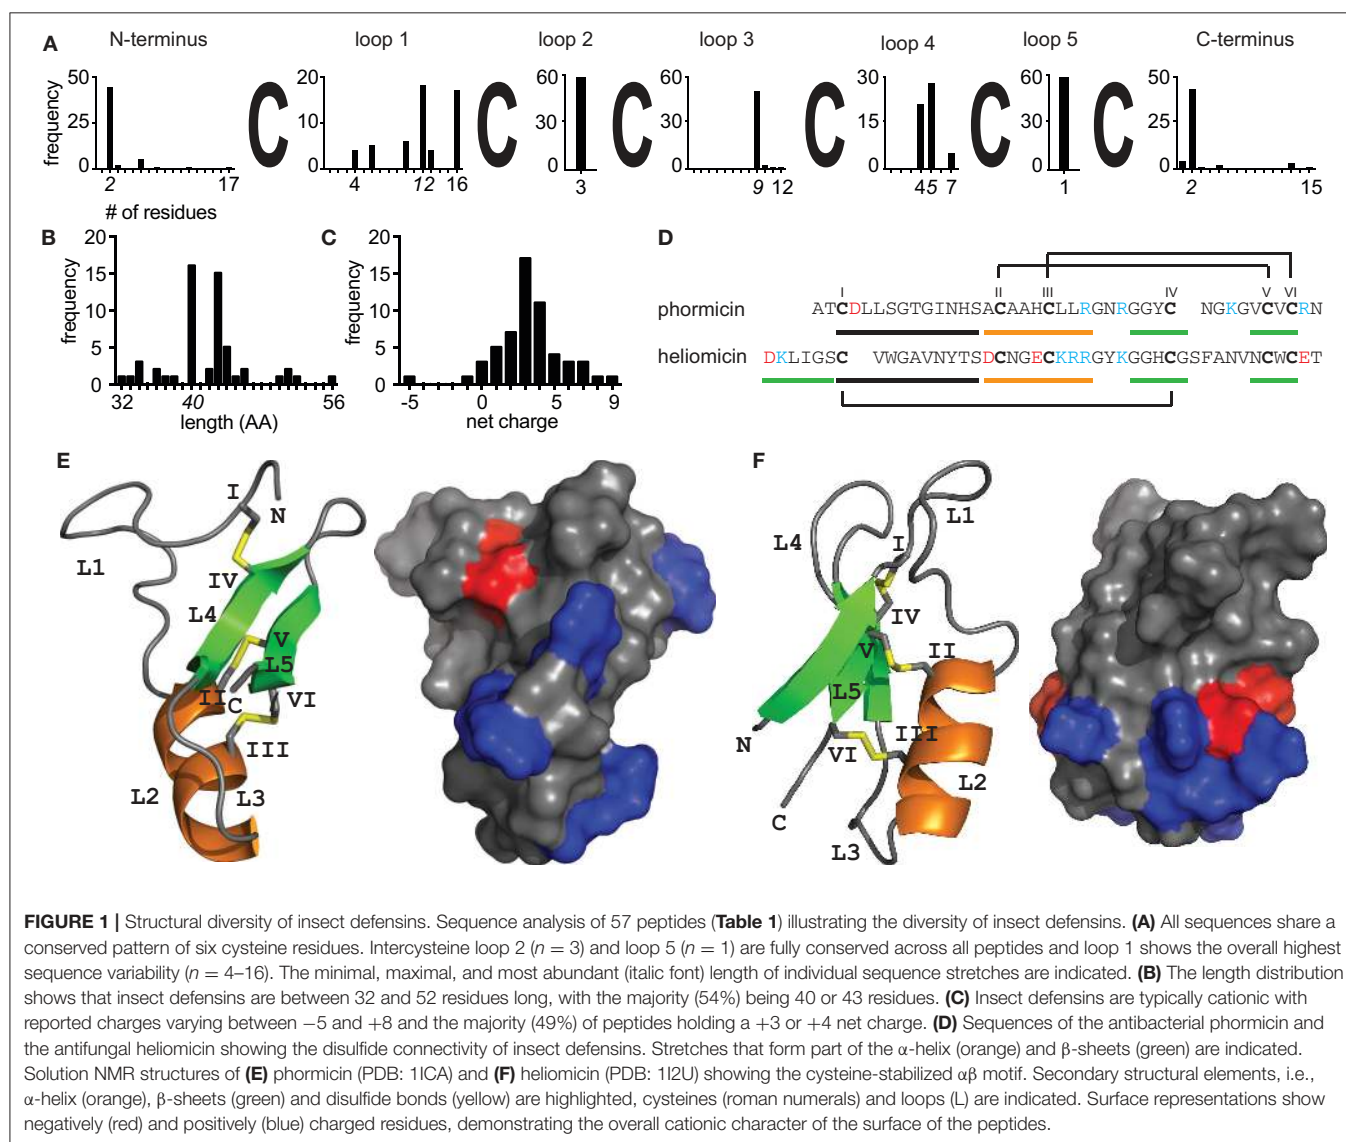 A N-terminus loop 1 loop 2 loop 3 loop 4 loop 5 C-terminus
frequency
50 25 0
20 10 0
60 30 0
60 30 0
30 15 0
60 30 0
50 25 0
C C C C C C
2 17
4 12 16
3
9 12
45 7
1
2 15
# of residues
B
frequency
20 15 10 5 0
32 40 56
length (AA)
C
frequency
20 15 10 5 0
-5 0 5 9
net charge
D
I II III IV V VI
phormicin ATCDLLSGTGINHSACAAHCLLRGNRGGYC NGKGVCVCRN
heliomicin DKLIGSC VWGAVNYTSDCNGECKRRGYKGGHCGSFANVNCWCET
E
I
N
L1
IV
L4
V
L5
II
C
VI
III
L2
L3
F
L1
L4
I
IV
V
II
L5
N
III
VI
L2
C
L3
FIGURE 1 | Structural diversity of insect defensins. Sequence analysis of 57 peptides (Table 1) illustrating the diversity of insect defensins. (A) All sequences share a
conserved pattern of six cysteine residues. Intercysteine loop 2 (n = 3) and loop 5 (n = 1) are fully conserved across all peptides and loop 1 shows the overall highest
sequence variability (n = 4–16). The minimal, maximal, and most abundant (italic font) length of individual sequence stretches are indicated. (B) The length distribution
shows that insect defensins are between 32 and 52 residues long, with the majority (54%) being 40 or 43 residues. (C) Insect defensins are typically cationic with
reported charges varying between −5 and +8 and the majority (49%) of peptides holding a +3 or +4 net charge. (D) Sequences of the antibacterial phormicin and
the antifungal heliomicin showing the disulfide connectivity of insect defensins. Stretches that form part of the α-helix (orange) and β-sheets (green) are indicated.
Solution NMR structures of (E) phormicin (PDB: 1ICA) and (F) heliomicin (PDB: 1I2U) showing the cysteine-stabilized αβ motif. Secondary structural elements, i.e.,
α-helix (orange), β-sheets (green) and disulfide bonds (yellow) are highlighted, cysteines (roman numerals) and loops (L) are indicated. Surface representations show
negatively (red) and positively (blue) charged residues, demonstrating the overall cationic character of the surface of the peptides.